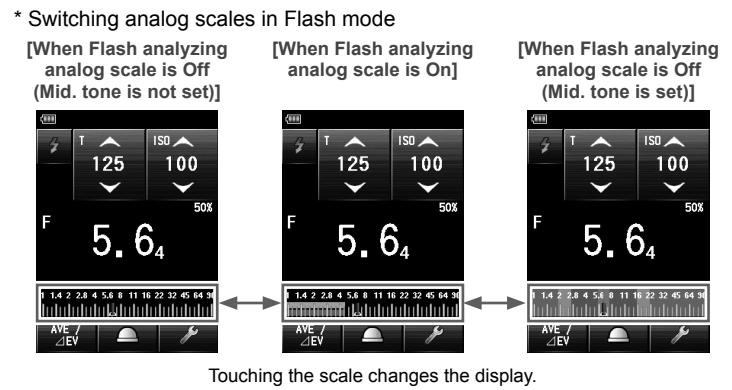 * Switching analog scales in Flash mode
[When Flash analyzing
analog scale is Off
(Mid. tone is not set)]
T
125
ISO
100
50%
F
5.6₄
1 1.4 2 2.8 4 5.6 8 11 16 22 32 45 64 90
AVE /
⊿EV
[When Flash analyzing
analog scale is On]
T
125
ISO
100
50%
F
5.6₄
1 1.4 2 2.8 4 5.6 8 11 16 22 32 45 64 90
AVE /
⊿EV
[When Flash analyzing
analog scale is Off
(Mid. tone is set)]
T
125
ISO
100
50%
F
5.6₄
1 1.4 2 2.8 4 5.6 8 11 16 22 32 45 64 90
AVE /
⊿EV
Touching the scale changes the display.